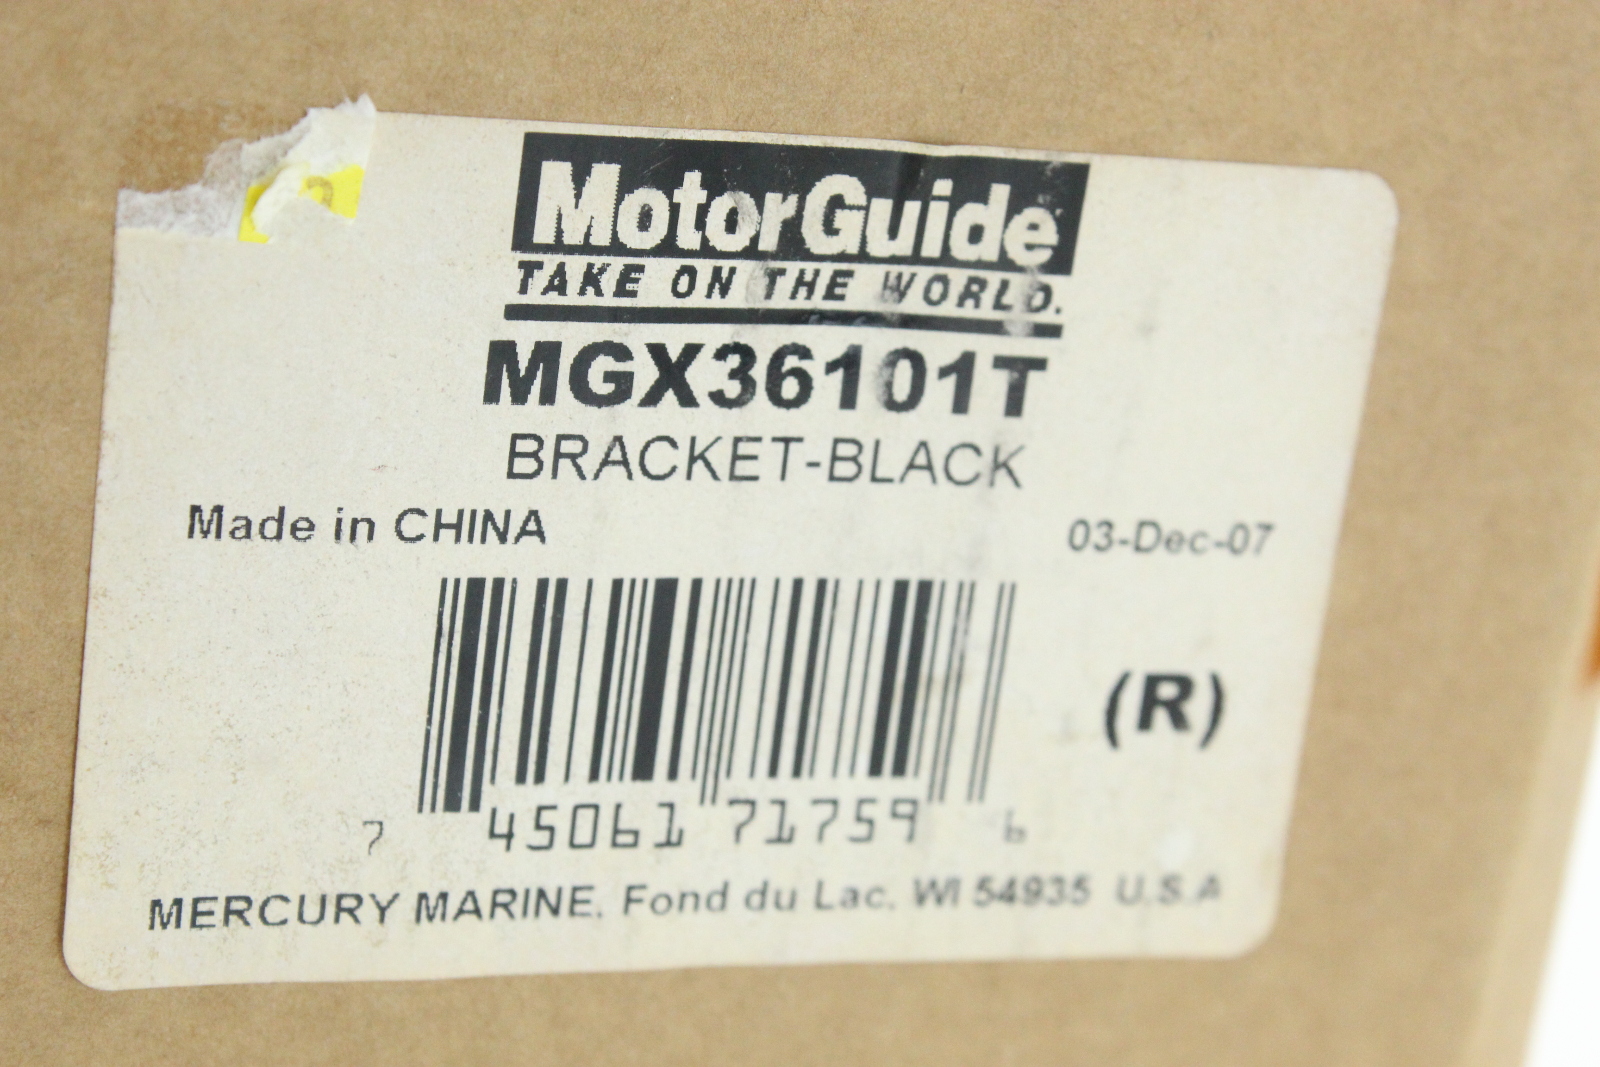 MotorGuide
TAKE ON THE WORLD.
MGX36101T
BRACKET-BLACK
Made in CHINA
03-Dec-07
(R)
7 45061 71759 6
MERCURY MARINE, Fond du Lac, WI 54935 U.S.A